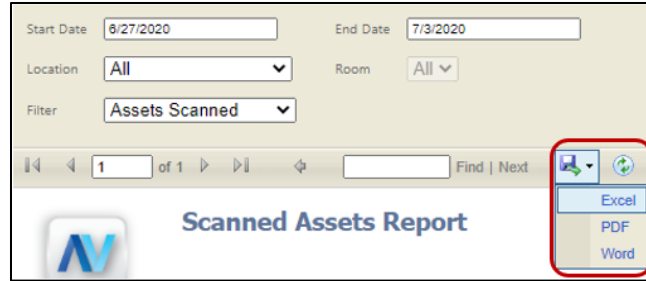 Start Date 6/27/2020 End Date 7/3/2020
Location All Room All
Filter Assets Scanned
1 of 1 Find | Next
Excel
Scanned Assets Report PDF
Word
AV